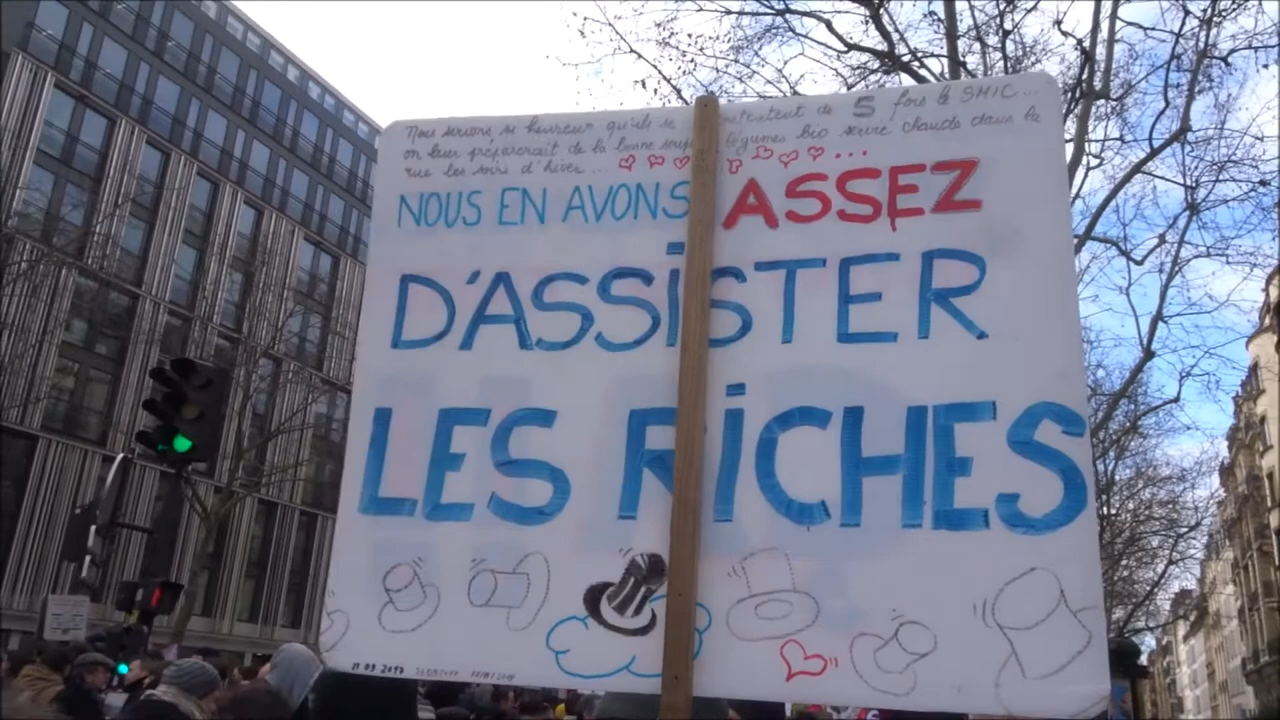 Nous serions si heureux qu'ils se contentent de 5 fois le SMIC...
on leur préparerait de la bonne soupe légumes bio servie chaude dans la
rue les soirs d'hiver...
NOUS EN AVONS ASSEZ
D'ASSISTER
LES RICHES